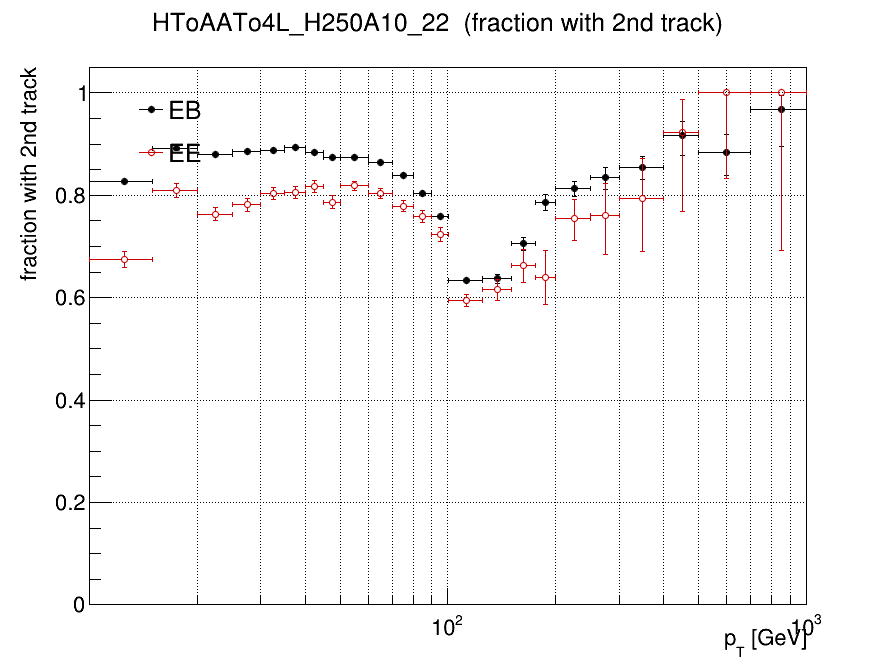 HToAATo4L_H250A10_22 (fraction with 2nd track)
fraction with 2nd track
1
0.8
0.6
0.4
0.2
0
EB
EE
10²
10³
p_T [GeV]